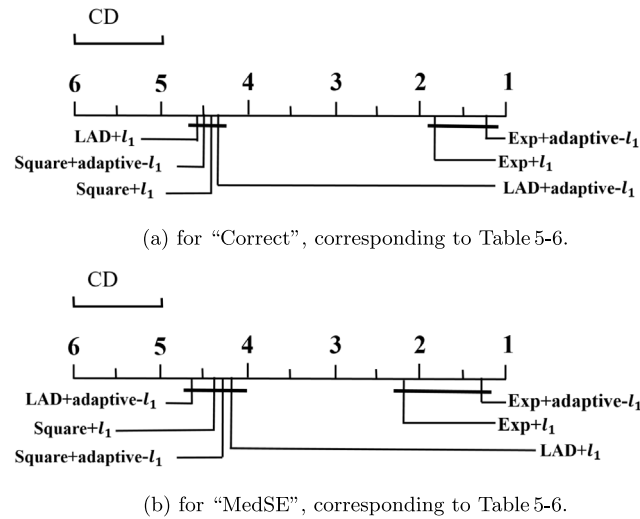 CD
6 5 4 3 2 1
LAD+l₁ Exp+adaptive-l₁
Square+adaptive-l₁ Exp+l₁
Square+l₁ LAD+adaptive-l₁
(a) for “Correct”, corresponding to Table 5-6.
CD
6 5 4 3 2 1
LAD+adaptive-l₁ Exp+adaptive-l₁
Square+l₁ Exp+l₁
Square+adaptive-l₁ LAD+l₁
(b) for “MedSE”, corresponding to Table 5-6.